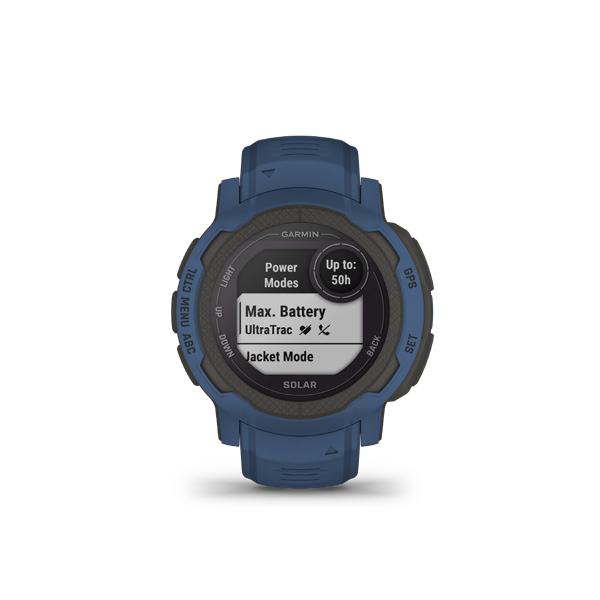 GARMIN
Power
Modes
Up to:
50h
Max. Battery
UltraTrac
Jacket Mode
SOLAR
LIGHT
UP
DOWN
BACK
CTRL
MENU
ABC
GPS
SET